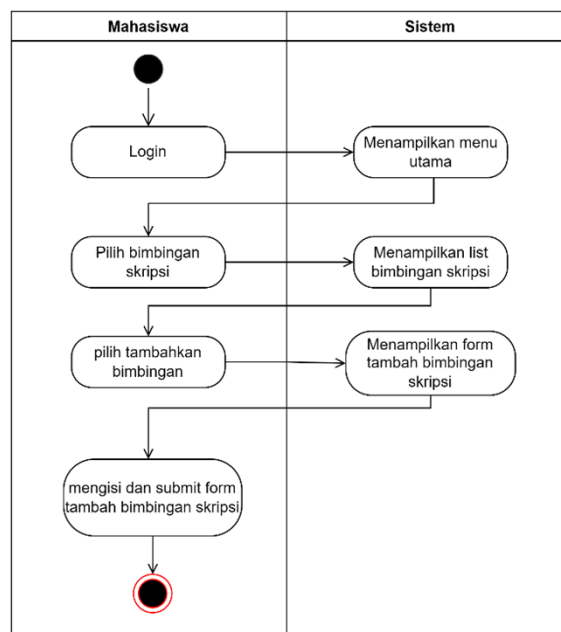 Mahasiswa
Sistem
Login
Menampilkan menu
utama
Pilih bimbingan
skripsi
Menampilkan list
bimbingan skripsi
pilih tambahkan
bimbingan
Menampilkan form
tambah bimbingan
skripsi
mengisi dan submit form
tambah bimbingan skripsi